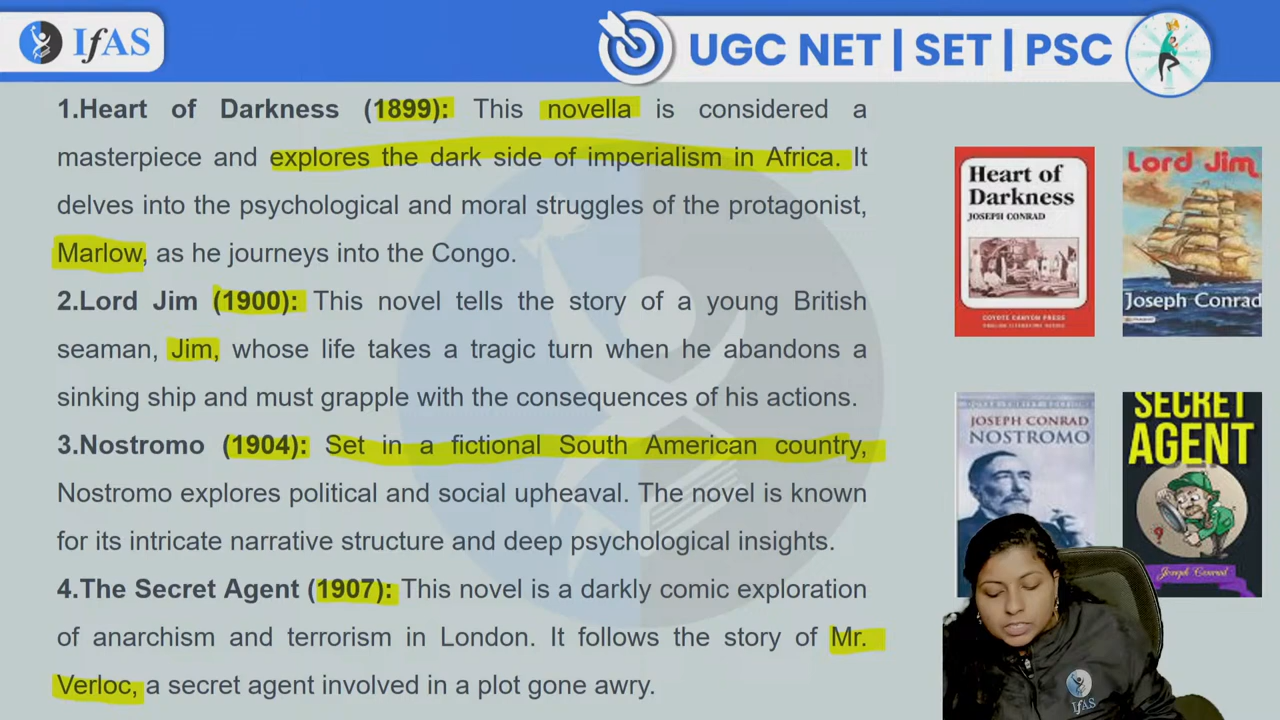 IfAS
UGC NET | SET | PSC
1.Heart of Darkness (1899): This novella is considered a
masterpiece and explores the dark side of imperialism in Africa. It
delves into the psychological and moral struggles of the protagonist,
Marlow, as he journeys into the Congo.
2.Lord Jim (1900): This novel tells the story of a young British
seaman, Jim, whose life takes a tragic turn when he abandons a
sinking ship and must grapple with the consequences of his actions.
3.Nostromo (1904): Set in a fictional South American country,
Nostromo explores political and social upheaval. The novel is known
for its intricate narrative structure and deep psychological insights.
4.The Secret Agent (1907): This novel is a darkly comic exploration
of anarchism and terrorism in London. It follows the story of Mr.
Verloc, a secret agent involved in a plot gone awry.
Heart of
Darkness
JOSEPH CONRAD
COYOTE CANYON PRESS
Lord Jim
Joseph Conrad
JOSEPH CONRAD
NOSTROMO
SECRET
AGENT
?
Joseph Conrad
IfAS